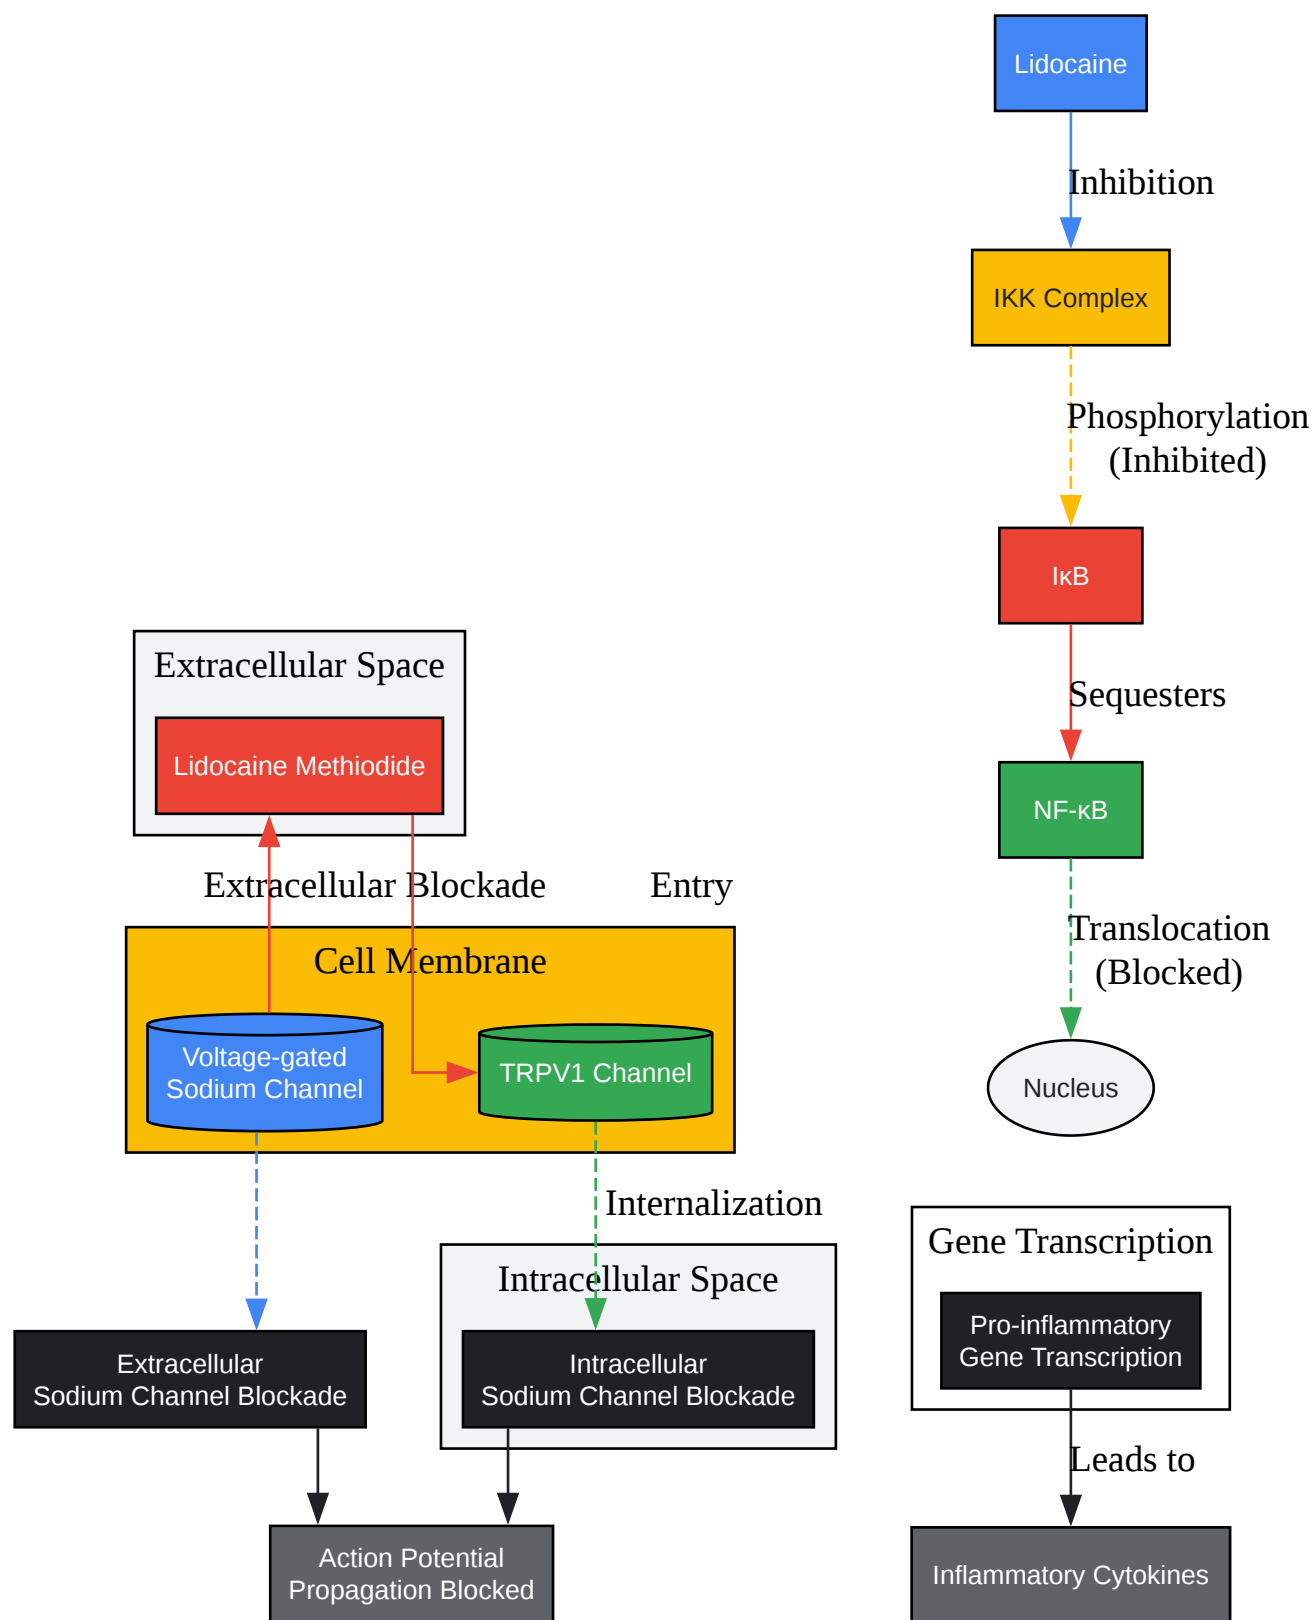 Lidocaine
Inhibition
IKK Complex
Phosphorylation
(Inhibited)
IκB
Sequesters
NF-κB
Translocation
(Blocked)
Nucleus
Extracellular Space
Lidocaine Methiodide
Extracellular Blockade
Entry
Cell Membrane
Voltage-gated
Sodium Channel
TRPV1 Channel
Internalization
Intracellular Space
Extracellular
Sodium Channel Blockade
Intracellular
Sodium Channel Blockade
Action Potential
Propagation Blocked
Gene Transcription
Pro-inflammatory
Gene Transcription
Leads to
Inflammatory Cytokines